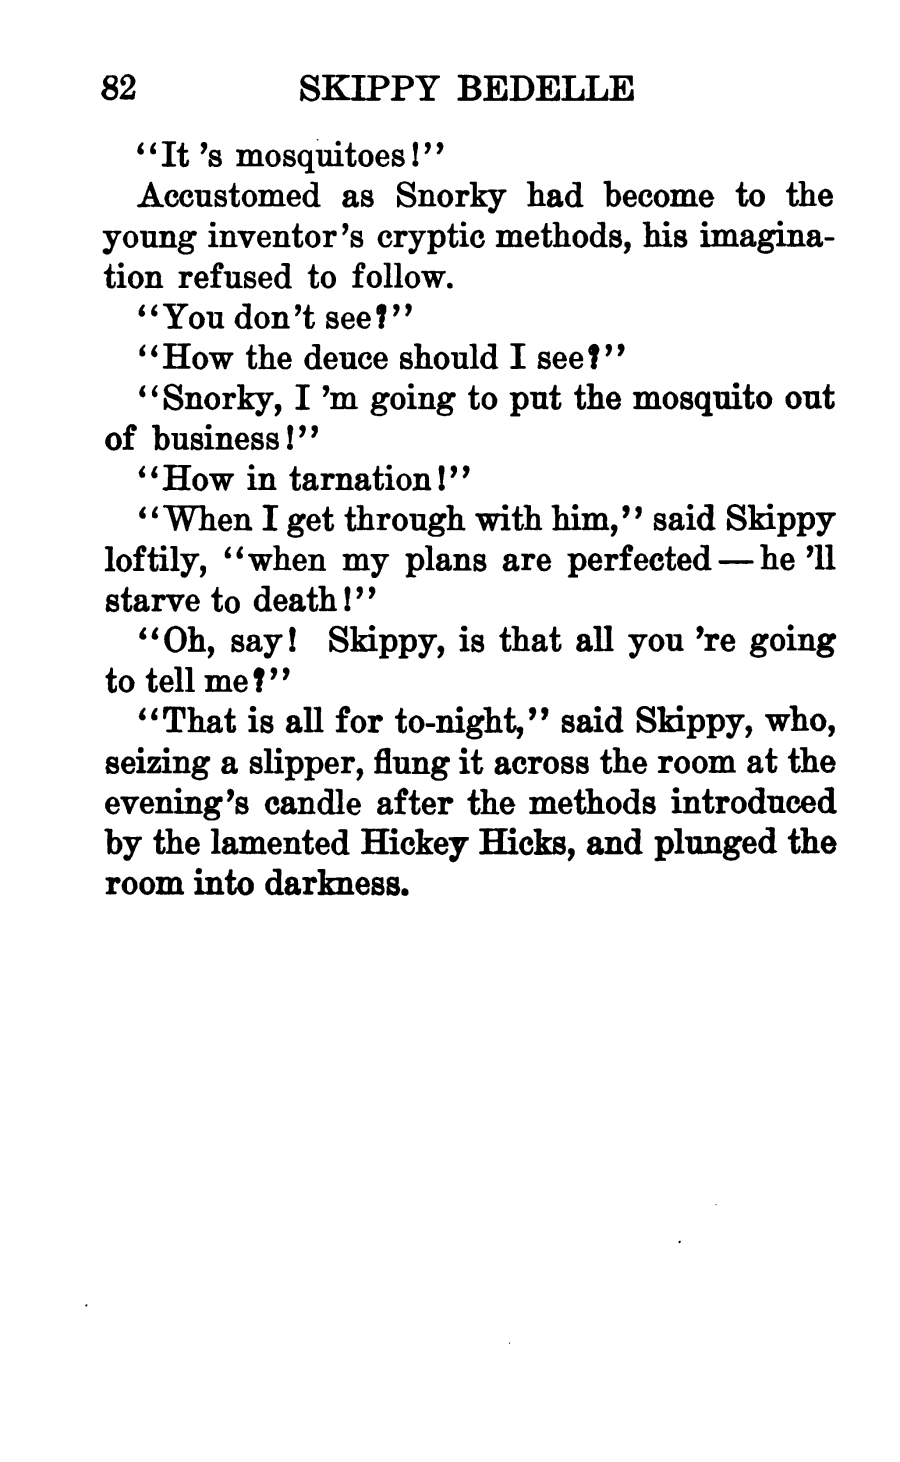 82 SKIPPY BEDELLE
"It 's mosquitoes!"
Accustomed as Snorky had become to the
young inventor's cryptic methods, his imagina-
tion refused to follow.
"You don't see?"
"How the deuce should I see?"
"Snorky, I 'm going to put the mosquito out
of business!"
"How in tarnation!"
"When I get through with him," said Skippy
loftily, "when my plans are perfected — he 'll
starve to death!"
"Oh, say! Skippy, is that all you 're going
to tell me?"
"That is all for to-night," said Skippy, who,
seizing a slipper, flung it across the room at the
evening's candle after the methods introduced
by the lamented Hickey Hicks, and plunged the
room into darkness.